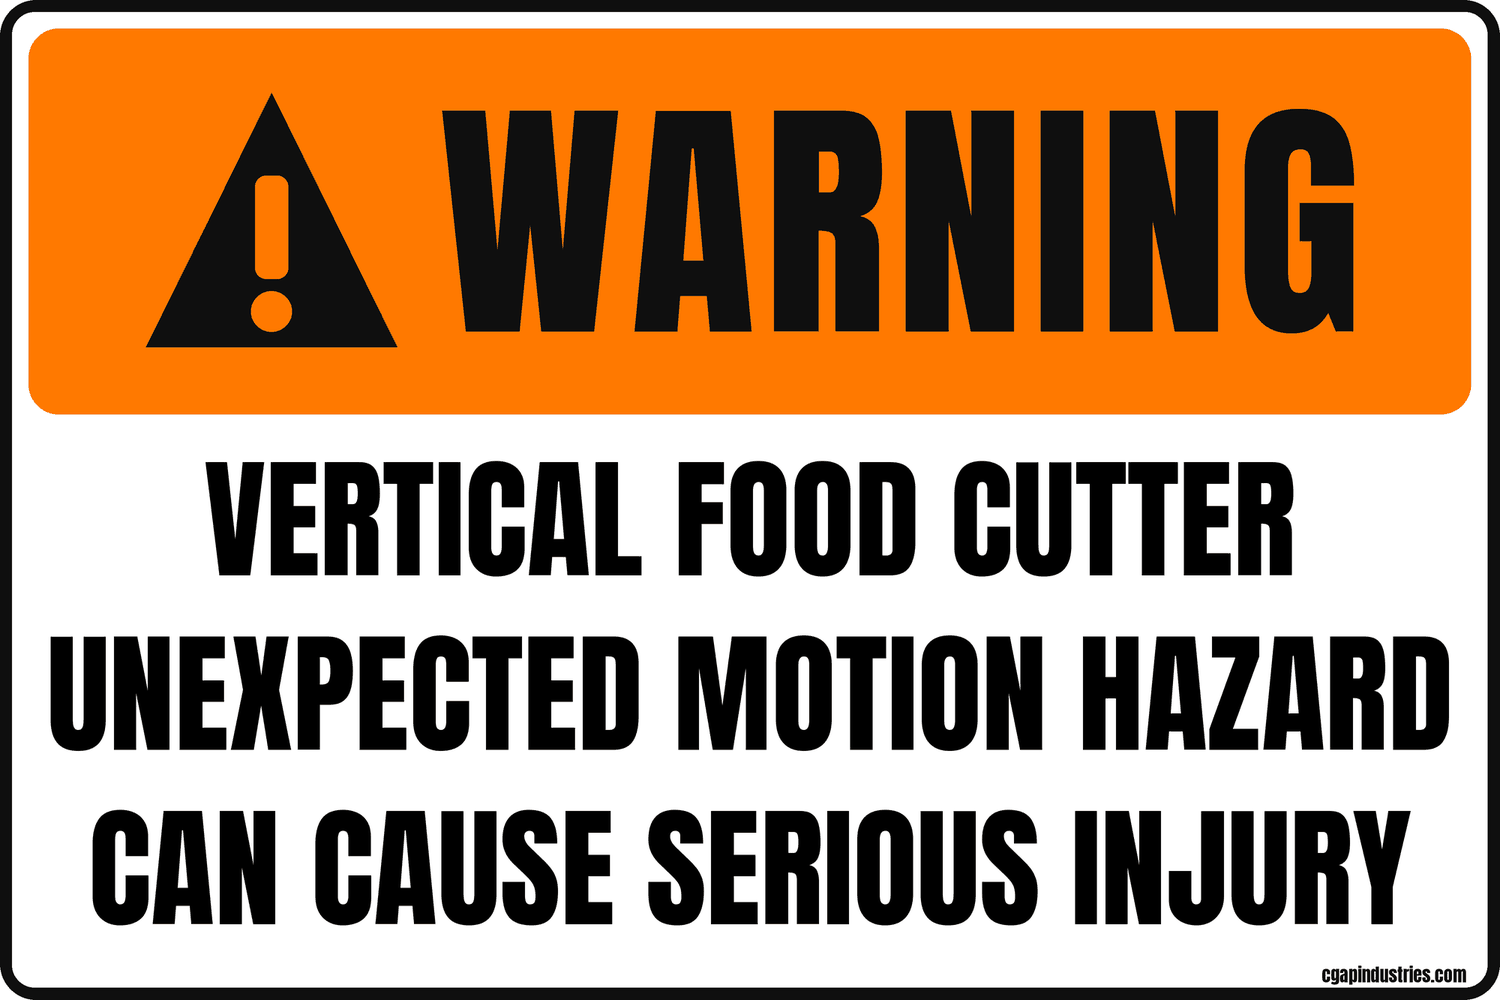 WARNING
VERTICAL FOOD CUTTER
UNEXPECTED MOTION HAZARD
CAN CAUSE SERIOUS INJURY
cgapindustries.com